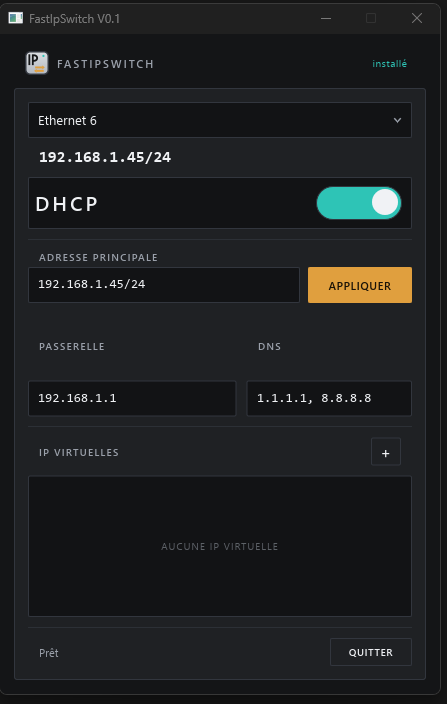 FastIpSwitch V0.1
IP FASTIPSWITCH installé
Ethernet 6
192.168.1.45/24
DHCP
ADRESSE PRINCIPALE
192.168.1.45/24 APPLIQUER
PASSERELLE DNS
192.168.1.1 1.1.1.1, 8.8.8.8
IP VIRTUELLES +
AUCUNE IP VIRTUELLE
Prêt QUITTER